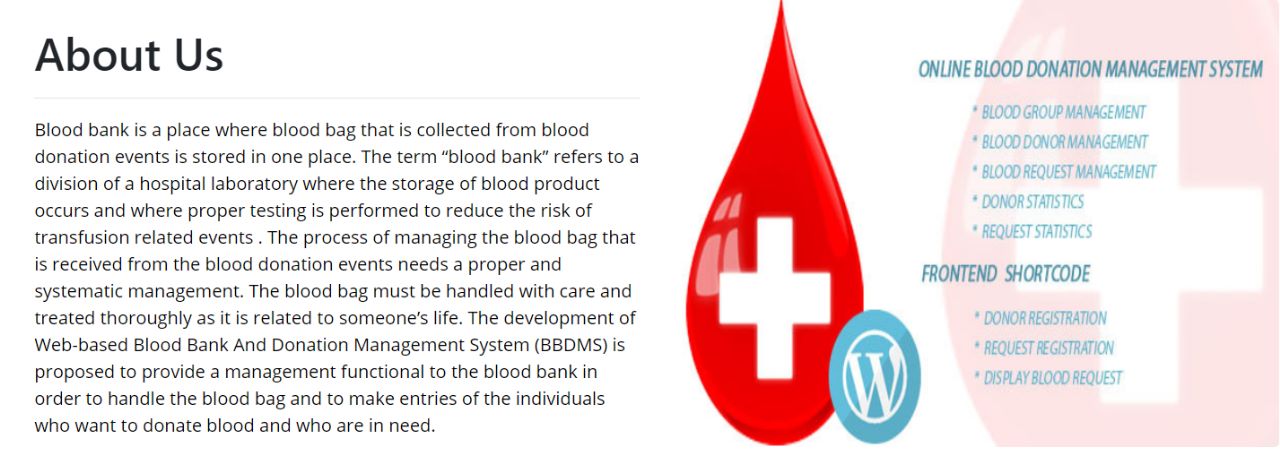 About Us
Blood bank is a place where blood bag that is collected from blood
donation events is stored in one place. The term “blood bank” refers to a
division of a hospital laboratory where the storage of blood product
occurs and where proper testing is performed to reduce the risk of
transfusion related events . The process of managing the blood bag that
is received from the blood donation events needs a proper and
systematic management. The blood bag must be handled with care and
treated thoroughly as it is related to someone’s life. The development of
Web-based Blood Bank And Donation Management System (BBDMS) is
proposed to provide a management functional to the blood bank in
order to handle the blood bag and to make entries of the individuals
who want to donate blood and who are in need.
ONLINE BLOOD DONATION MANAGEMENT SYSTEM
* BLOOD GROUP MANAGEMENT
* BLOOD DONOR MANAGEMENT
* BLOOD REQUEST MANAGEMENT
* DONOR STATISTICS
* REQUEST STATISTICS
FRONTEND SHORTCODE
* DONOR REGISTRATION
* REQUEST REGISTRATION
* DISPLAY BLOOD REQUEST
W